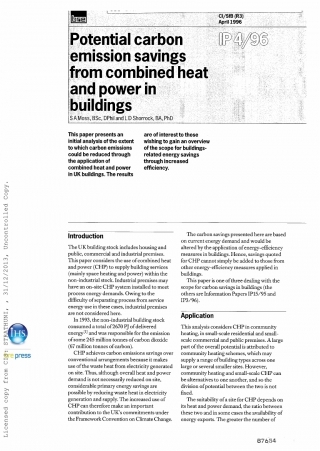 CI/SfB (R3)
April 1996
Potential carbon
emission savings
from combined heat
and power in
buildings
IP 4/96
S A Moss, BSc, DPhil and L D Shorrock, BA, PhD
This paper presents an
initial analysis of the extent
to which carbon emissions
could be reduced through
the application of
combined heat and power
in UK buildings. The results
are of interest to those
wishing to gain an overview
of the scope for buildings-
related energy savings
through increased
efficiency.
Introduction
The UK building stock includes housing and
public, commercial and industrial premises.
This paper considers the use of combined heat
and power (CHP) to supply building services
(mainly space heating and power) within the
non-industrial stock. Industrial premises may
have an on-site CHP system installed to meet
process energy demands. Owing to the
difficulty of separating process from service
energy use in these cases, industrial premises
are not considered here.
In 1993, the non-industrial building stock
consumed a total of 2670 PJ of delivered
energy and was responsible for the emission
of some 245 million tonnes of carbon dioxide
(67 million tonnes of carbon).
CHP achieves carbon emissions savings over
conventional arrangements because it makes
use of the waste heat from electricity generated
on site. Thus, although overall heat and power
demand is not necessarily reduced on site,
considerable primary energy savings are
possible by reducing waste heat in electricity
generation and supply. The increased use of
CHP can therefore make an important
contribution to the UK's commitments under
the Framework Convention on Climate Change.
The carbon savings presented here are based
on current energy demand and would be
altered by the application of energy-efficiency
measures in buildings. Hence, savings quoted
for CHP cannot simply be added to those from
other energy-efficiency measures applied in
buildings.
This paper is one of three dealing with the
scope for carbon savings in buildings (the
others are Information Papers IP15/95 and
IP3/96).
Application
This analysis considers CHP in community
heating, in small-scale residential and small-
scale commercial and public premises. A large
part of the overall potential is attributed to
community heating schemes, which may
supply a range of building types across one
large or several smaller sites. However,
community heating and small-scale CHP can
be alternatives to one another, and so the
division of potential between the two is not
fixed.
The suitability of a site for CHP depends on
its heat and power demand, the ratio between
these two and in some cases the availability of
energy exports. The greater the number of
87654
Licensed copy from CIS: , , 31/12/2013, Uncontrolled Copy.
IHS
press